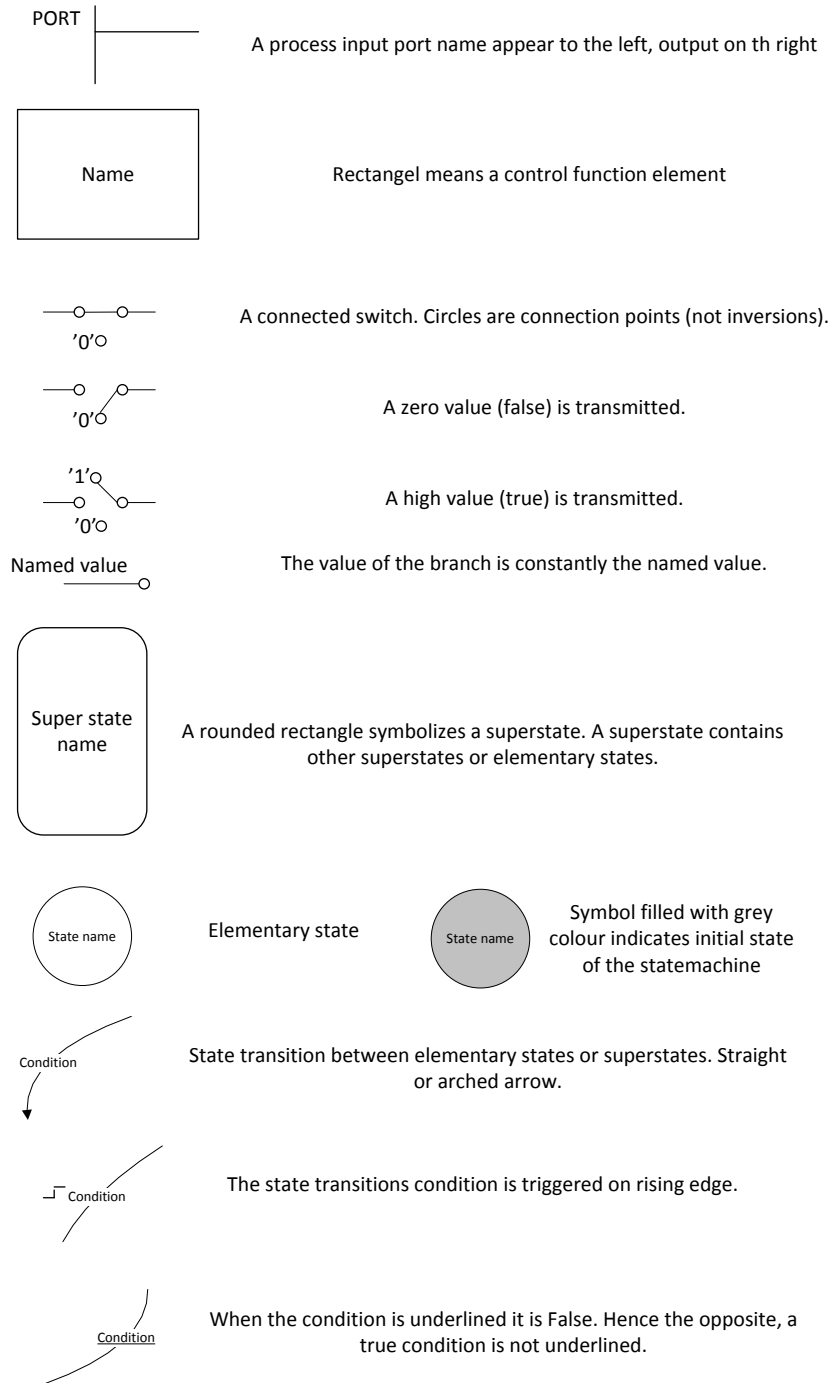 PORT
A process input port name appear to the left, output on th right
Name
Rectangel means a control function element
A connected switch. Circles are connection points (not inversions).
'0'
A zero value (false) is transmitted.
'0'
'1'
A high value (true) is transmitted.
'0'
Named value
The value of the branch is constantly the named value.
Super state
name
A rounded rectangle symbolizes a superstate. A superstate contains
other superstates or elementary states.
State name
Elementary state
State name
Symbol filled with grey
colour indicates initial state
of the statemachine
Condition
State transition between elementary states or superstates. Straight
or arched arrow.
Condition
The state transitions condition is triggered on rising edge.
Condition
When the condition is underlined it is False. Hence the opposite, a
true condition is not underlined.